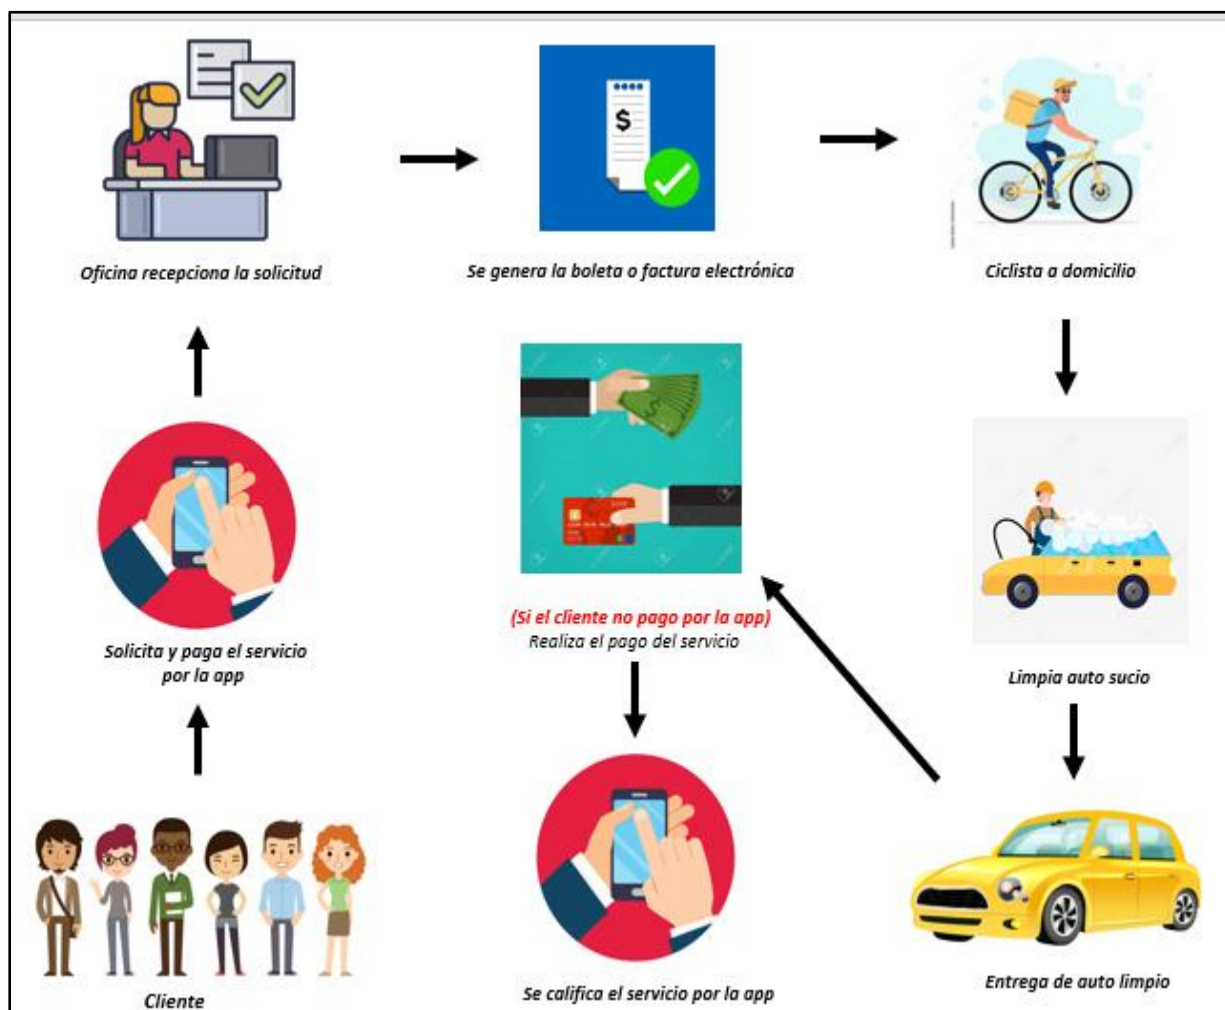 Oficina recepciona la solicitud
Se genera la boleta o factura electrónica
Ciclista a domicilio
$
Solicita y paga el servicio
por la app
(Si el cliente no pago por la app)
Realiza el pago del servicio
Limpia auto sucio
Cliente
Se califica el servicio por la app
Entrega de auto limpio